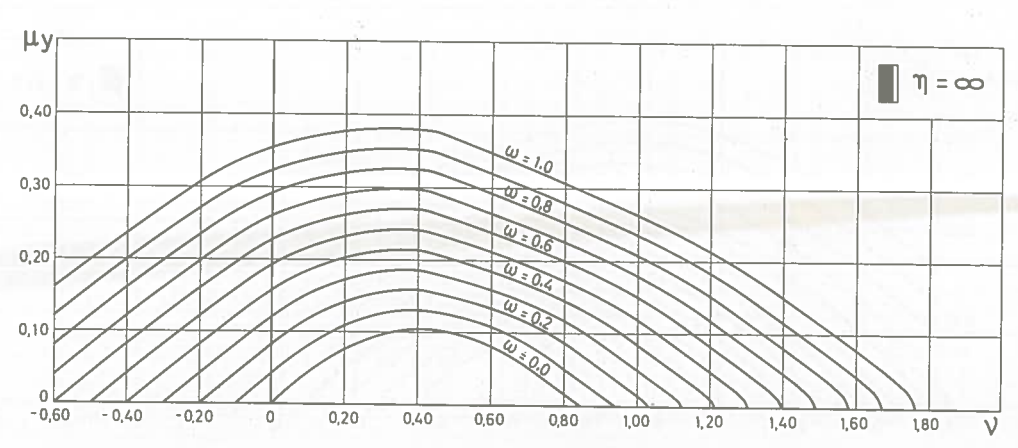 μy
η = ∞
0,40
0,30
0,20
0,10
0
ω = 1.0
ω = 0,8
ω = 0.6
ω = 0.4
ω = 0.2
ω = 0.0
-0,60 -0,40 -0,20 0, 0,20 0,40 0,60 0,80 1,00 1,20 1,40 1,60 1,80 ν